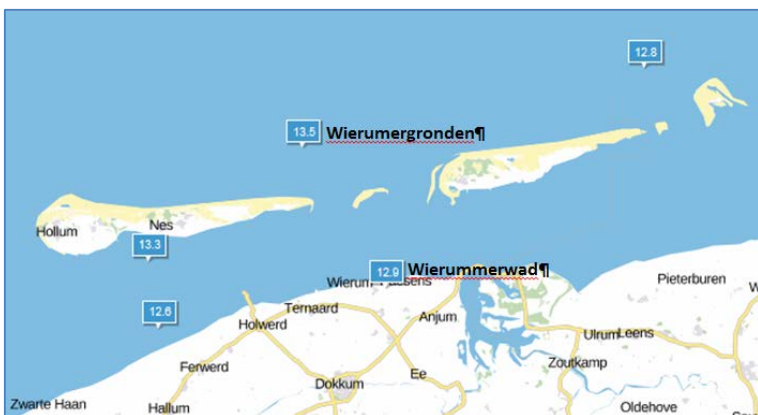 12.8
13.5 Wierumergronden¶
Hollum
Nes
13.3
12.9 Wierummerwad¶
Wierum
Pieterburen
12.6
Ternaard
Holwerd
Anjum
Ulrum
Leens
Ferwerd
Zoutkamp
Ee
Dokkum
Zwarte Haan
Hallum
Oldehove